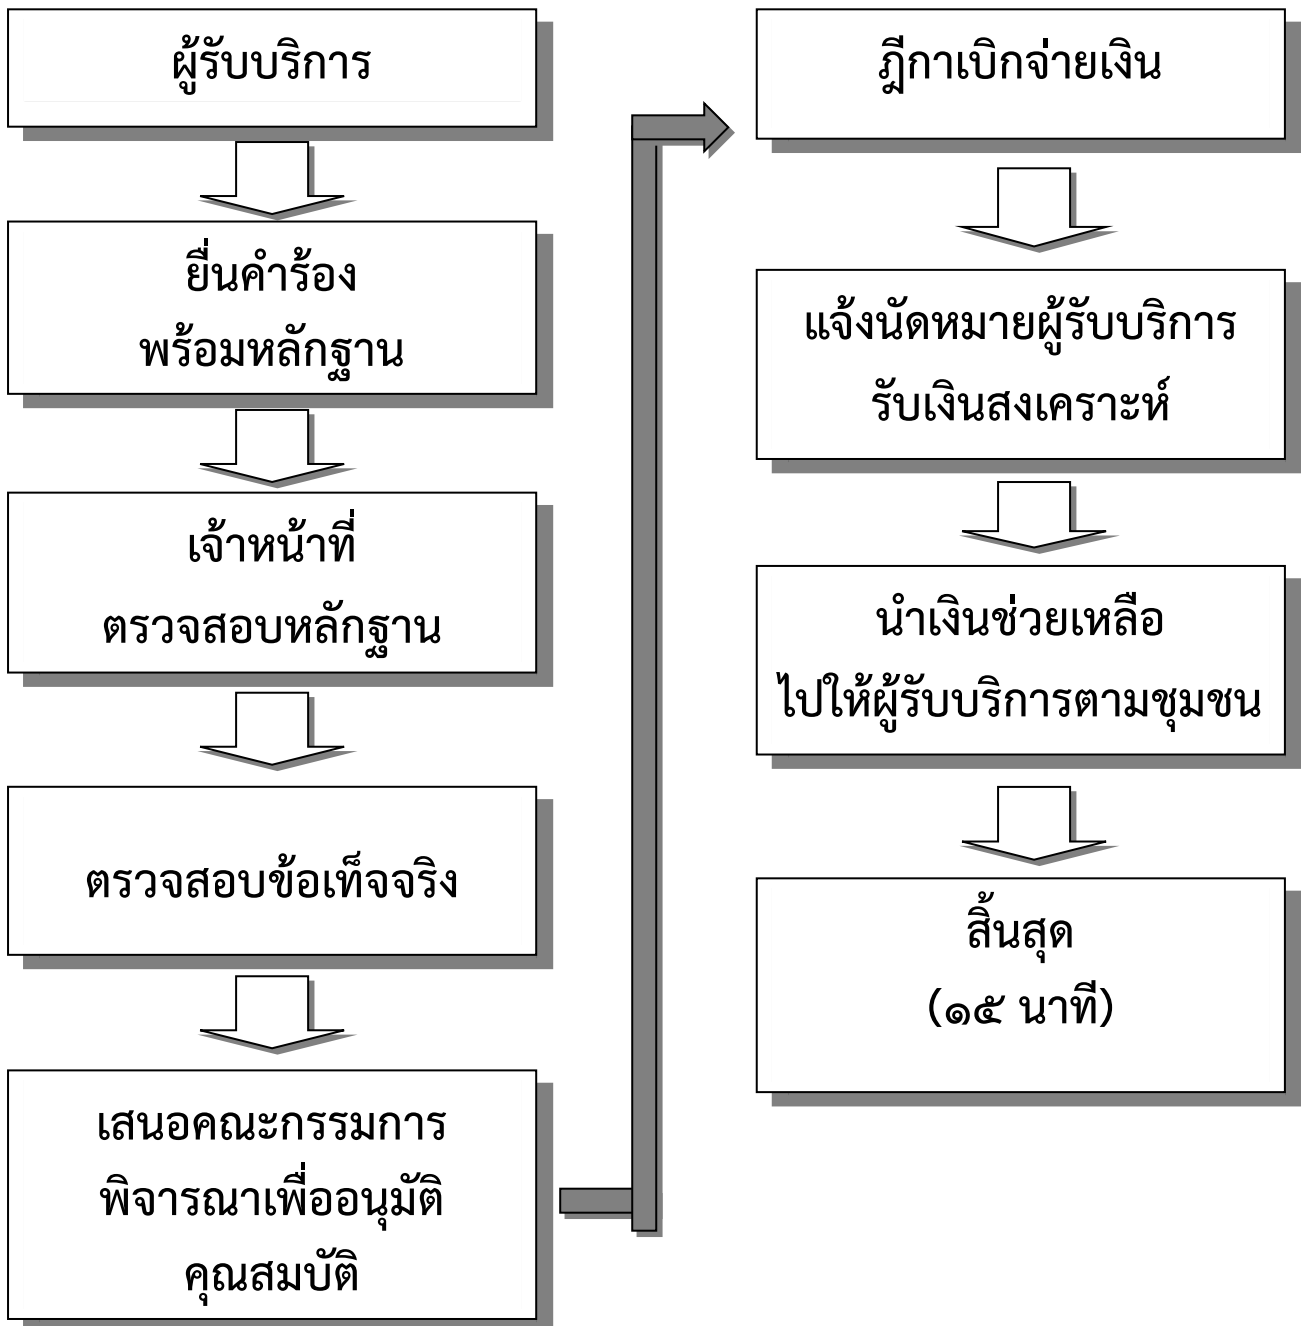 ผู้รับบริการ
ยื่นคำร้อง
พร้อมหลักฐาน
เจ้าหน้าที่
ตรวจสอบหลักฐาน
ตรวจสอบข้อเท็จจริง
เสนอคณะกรรมการ
พิจารณาเพื่ออนุมัติ
คุณสมบัติ
ฎีกาเบิกจ่ายเงิน
แจ้งนัดหมายผู้รับบริการ
รับเงินสงเคราะห์
นำเงินช่วยเหลือ
ไปให้ผู้รับบริการตามชุมชน
สิ้นสุด
(๑๕ นาที)